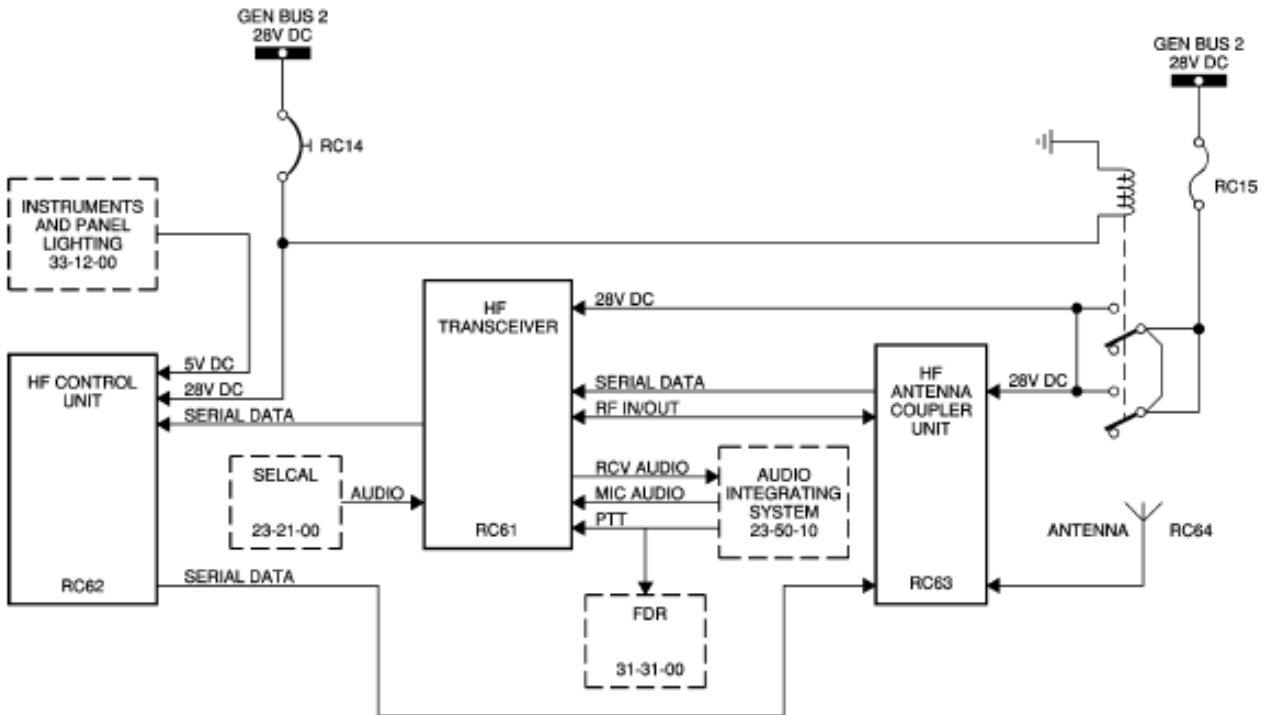 GEN BUS 2
28V DC
GEN BUS 2
28V DC
RC14
RC15
INSTRUMENTS
AND PANEL
LIGHTING
33-12-00
HF
TRANSCEIVER
28V DC
HF CONTROL
UNIT
5V DC
28V DC
SERIAL DATA
SERIAL DATA
RF IN/OUT
28V DC
HF
ANTENNA
COUPLER
UNIT
SELCAL
23-21-00
AUDIO
RCV AUDIO
MIC AUDIO
PTT
AUDIO
INTEGRATING
SYSTEM
23-50-10
RC61
ANTENNA
RC64
RC62
SERIAL DATA
RC63
FDR
31-31-00